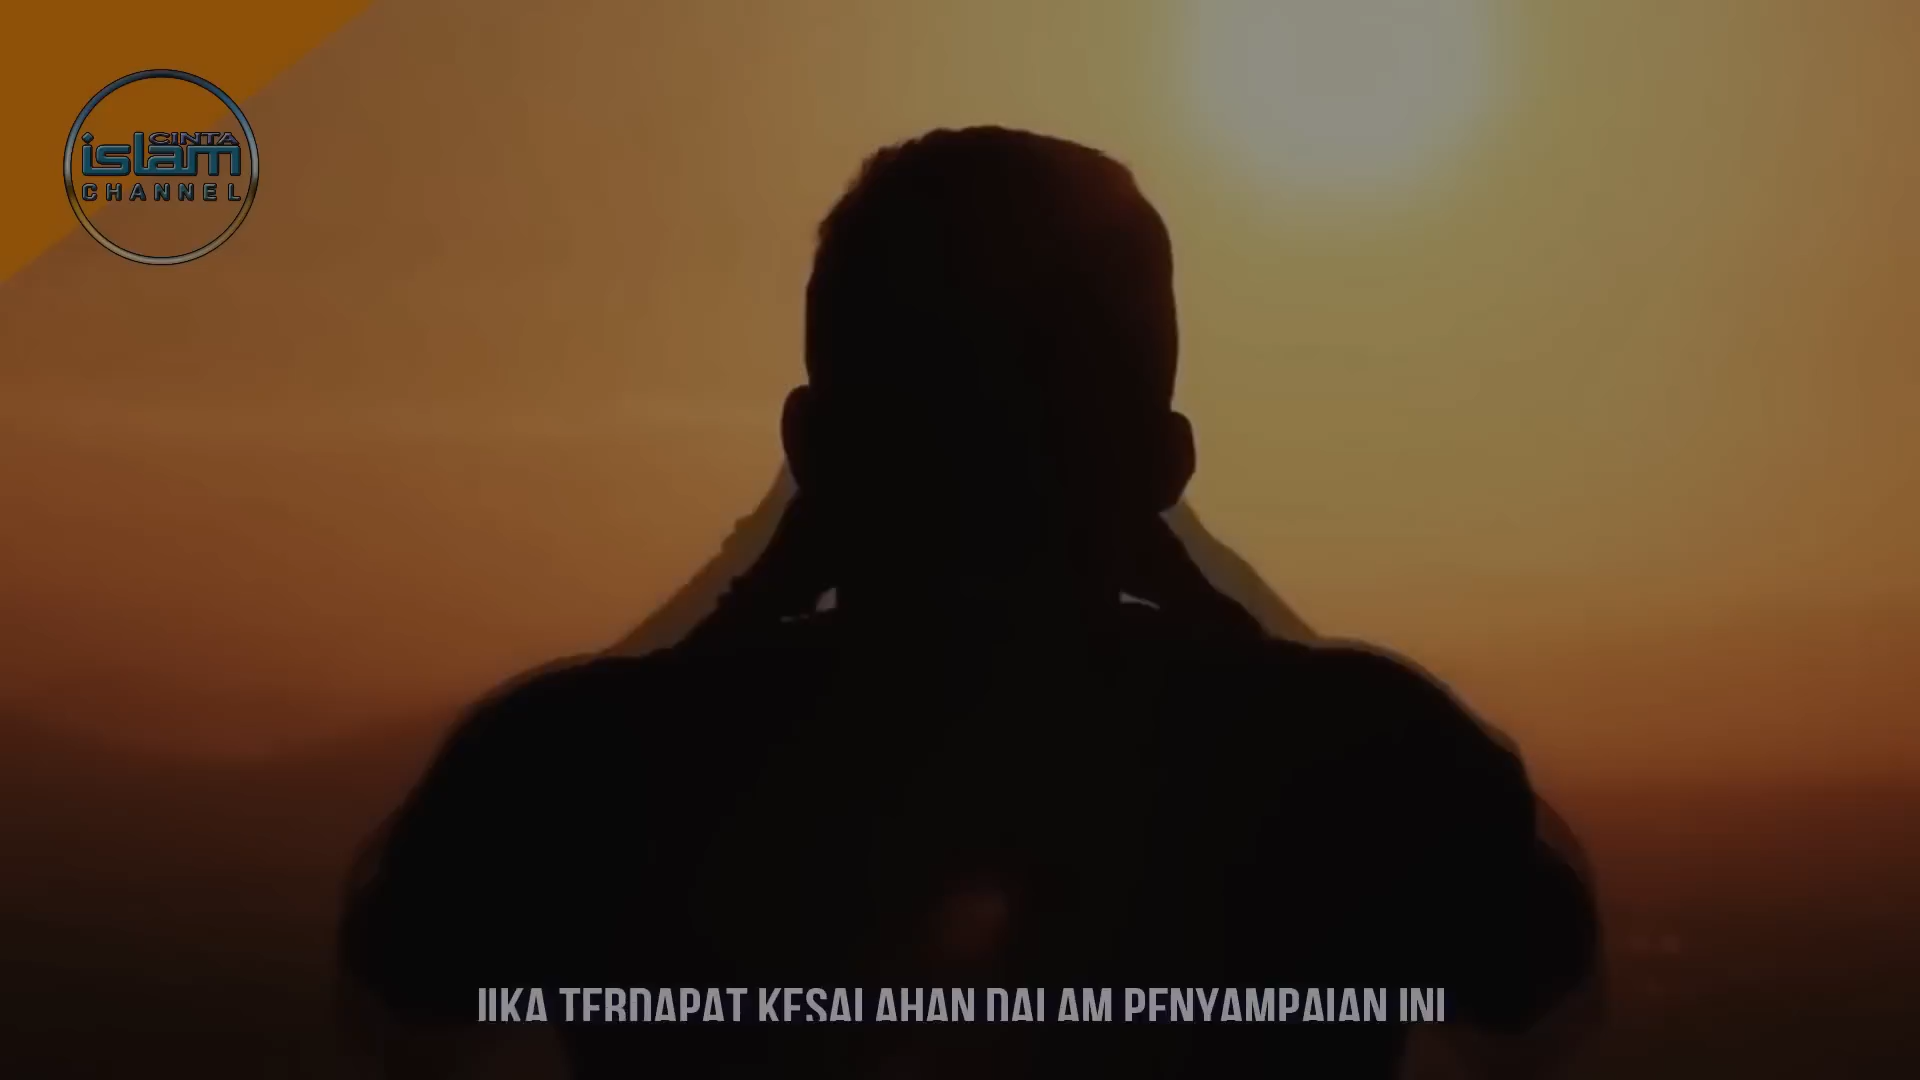 CINTA
islam
CHANNEL
JIKA TERDAPAT KESALAHAN DALAM PENYAMPAIAN INI